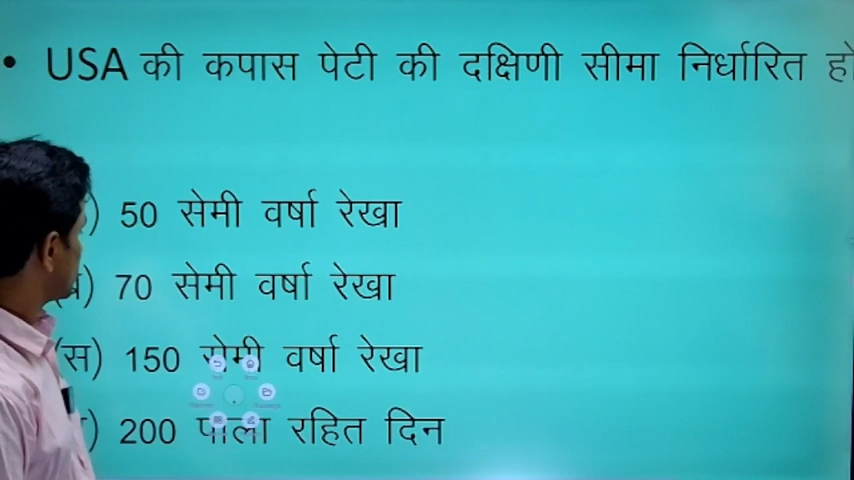 • USA की कपास पेटी की दक्षिणी सीमा निर्धारित
50 सेमी वर्षा रेखा
70 सेमी वर्षा रेखा
(स) 150 सेमी वर्षा रेखा
200 पाला रहित दिन